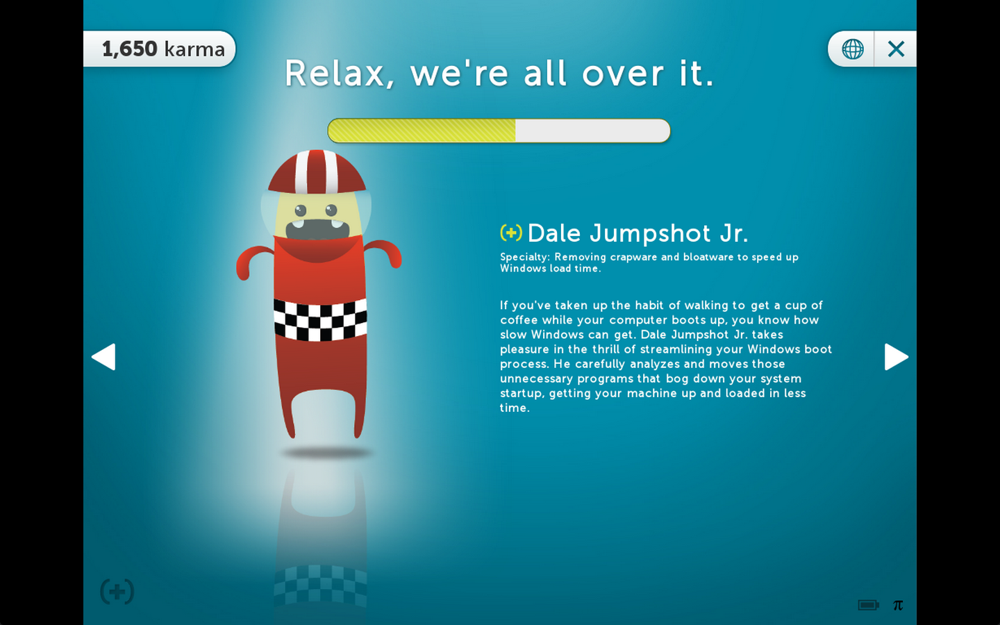 1,650 karma
Relax, we're all over it.
(+) Dale Jumpshot Jr.
Specialty: Removing crapware and bloatware to speed up
Windows load time.
If you've taken up the habit of walking to get a cup of
coffee while your computer boots up, you know how
slow Windows can get. Dale Jumpshot Jr. takes
pleasure in the thrill of streamlining your Windows boot
process. He carefully analyzes and moves those
unnecessary programs that bog down your system
startup, getting your machine up and loaded in less
time.
(+)
π